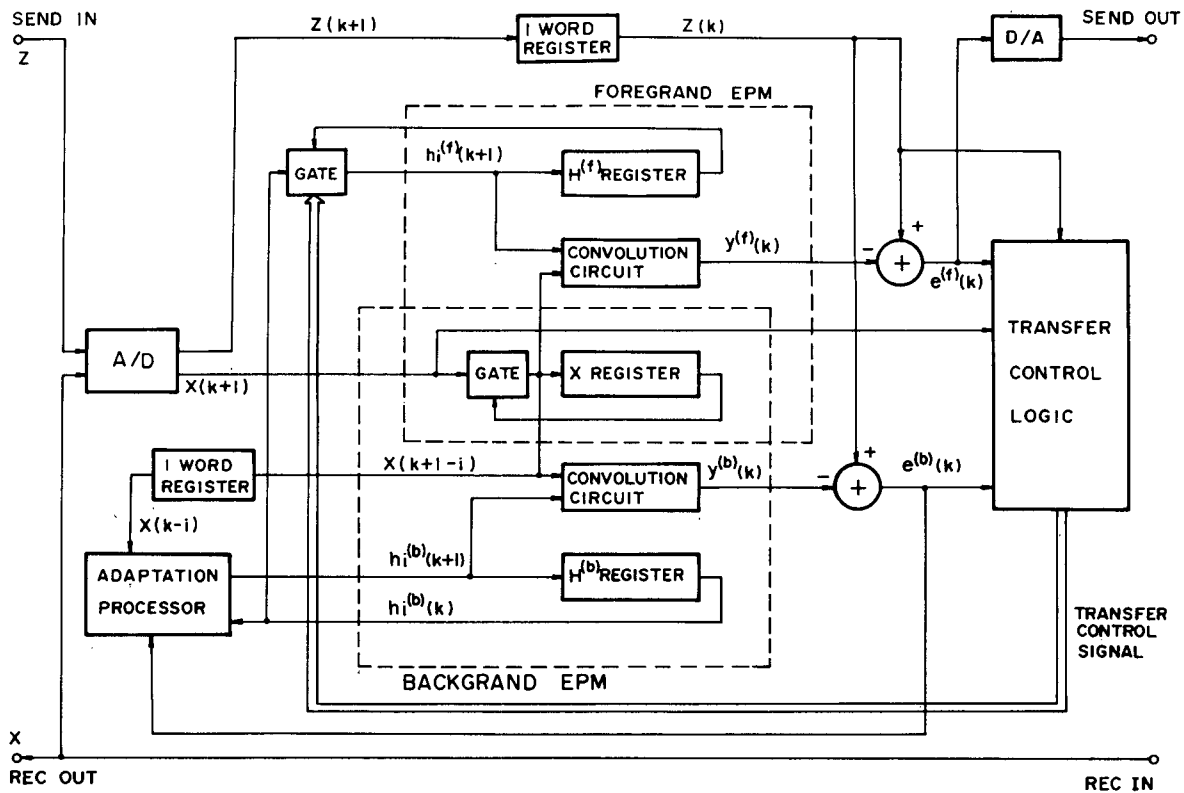 SEND IN
Z
Z(k+1)
1 WORD
REGISTER
Z(k)
D/A
SEND OUT
FOREGRAND EPM
GATE
hi(f)(k+1)
H(f) REGISTER
CONVOLUTION
CIRCUIT
y(f)(k)
−
+
+
e(f)(k)
A/D
X(k+1)
GATE
X REGISTER
TRANSFER
CONTROL
LOGIC
1 WORD
REGISTER
X(k+1-i)
CONVOLUTION
CIRCUIT
y(b)(k)
−
+
+
e(b)(k)
X(k-i)
ADAPTATION
PROCESSOR
hi(b)(k+1)
H(b) REGISTER
hi(b)(k)
TRANSFER
CONTROL
SIGNAL
BACKGRAND EPM
X
REC OUT
REC IN